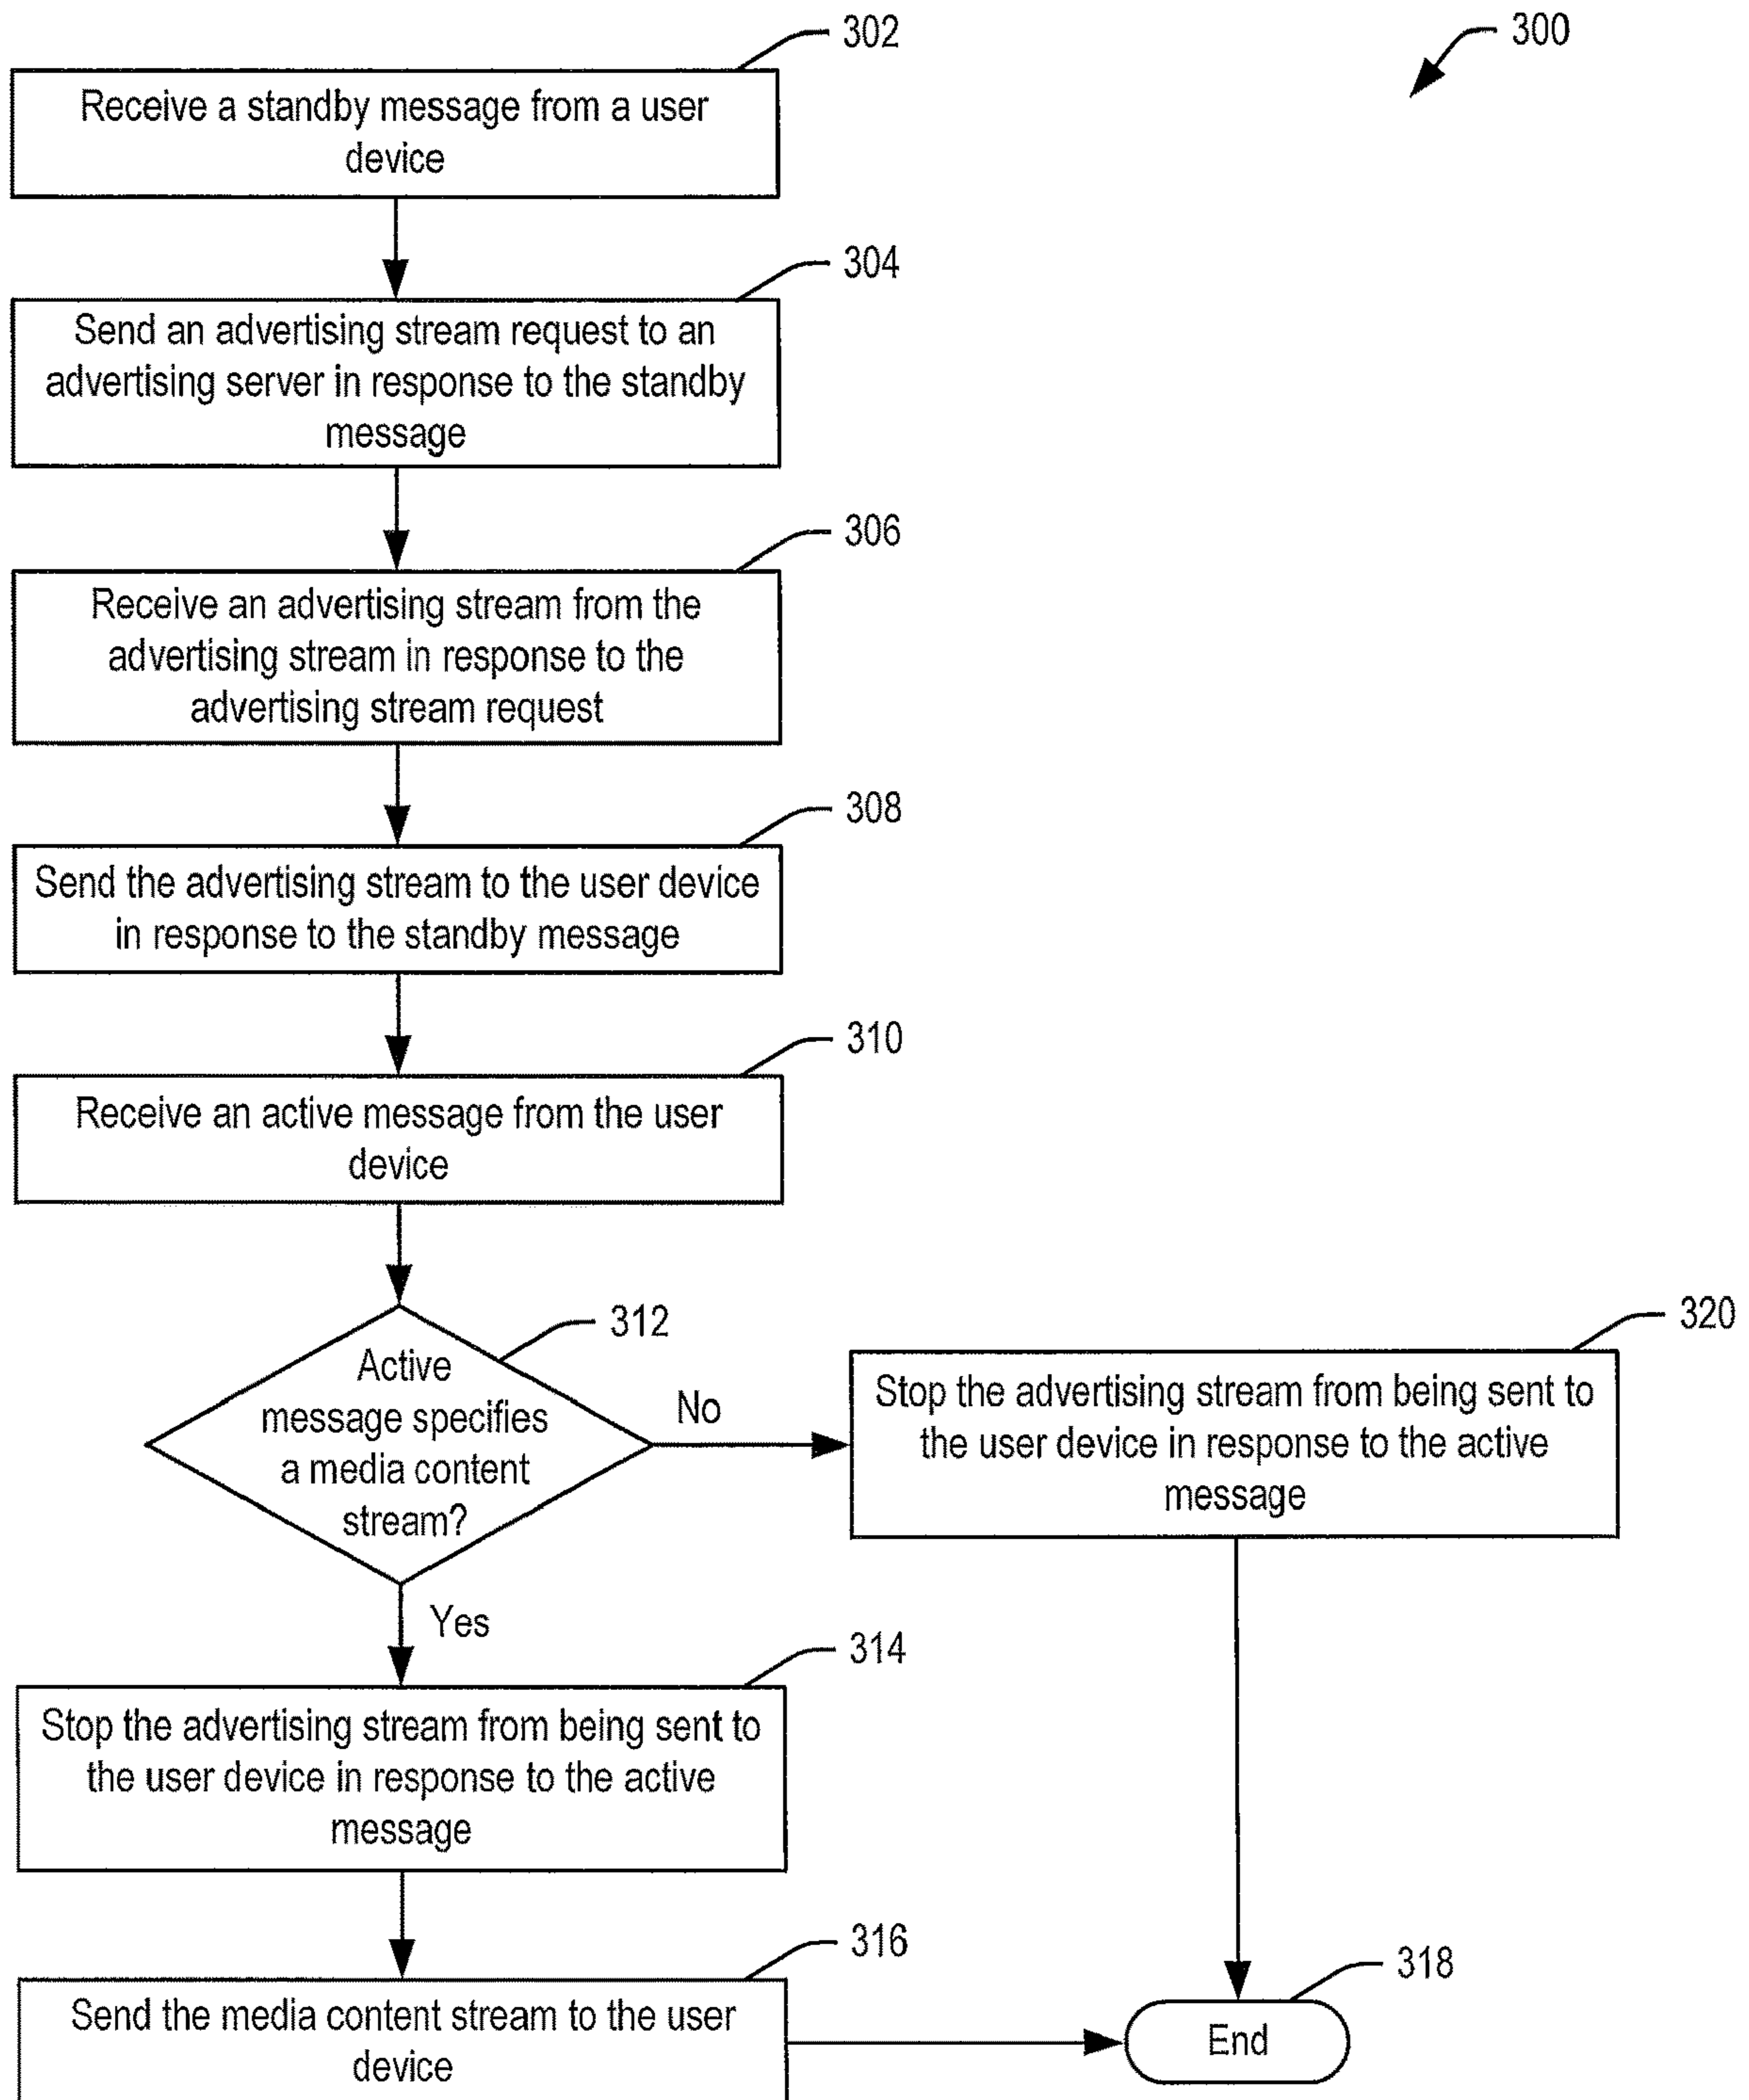 300
302
Receive a standby message from a user
device
304
Send an advertising stream request to an
advertising server in response to the standby
message
306
Receive an advertising stream from the
advertising stream in response to the
advertising stream request
308
Send the advertising stream to the user device
in response to the standby message
310
Receive an active message from the user
device
312
Active
message specifies
a media content
stream?
No
320
Stop the advertising stream from being sent to
the user device in response to the active
message
Yes
314
Stop the advertising stream from being sent to
the user device in response to the active
message
316
Send the media content stream to the user
device
318
End